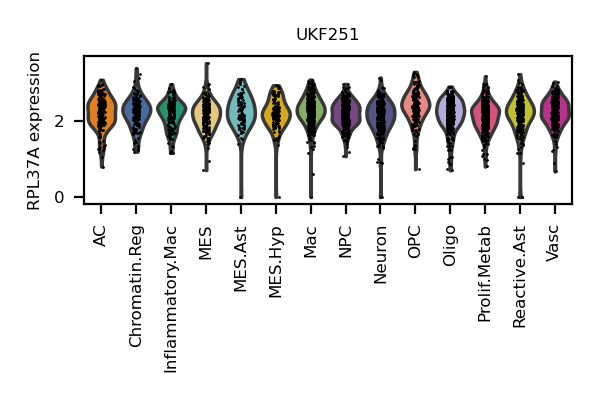 UKF251
RPL37A expression
2
0
AC
Chromatin.Reg
Inflammatory.Mac
MES
MES.Ast
MES.Hyp
Mac
NPC
Neuron
OPC
Oligo
Prolif.Metab
Reactive.Ast
Vasc